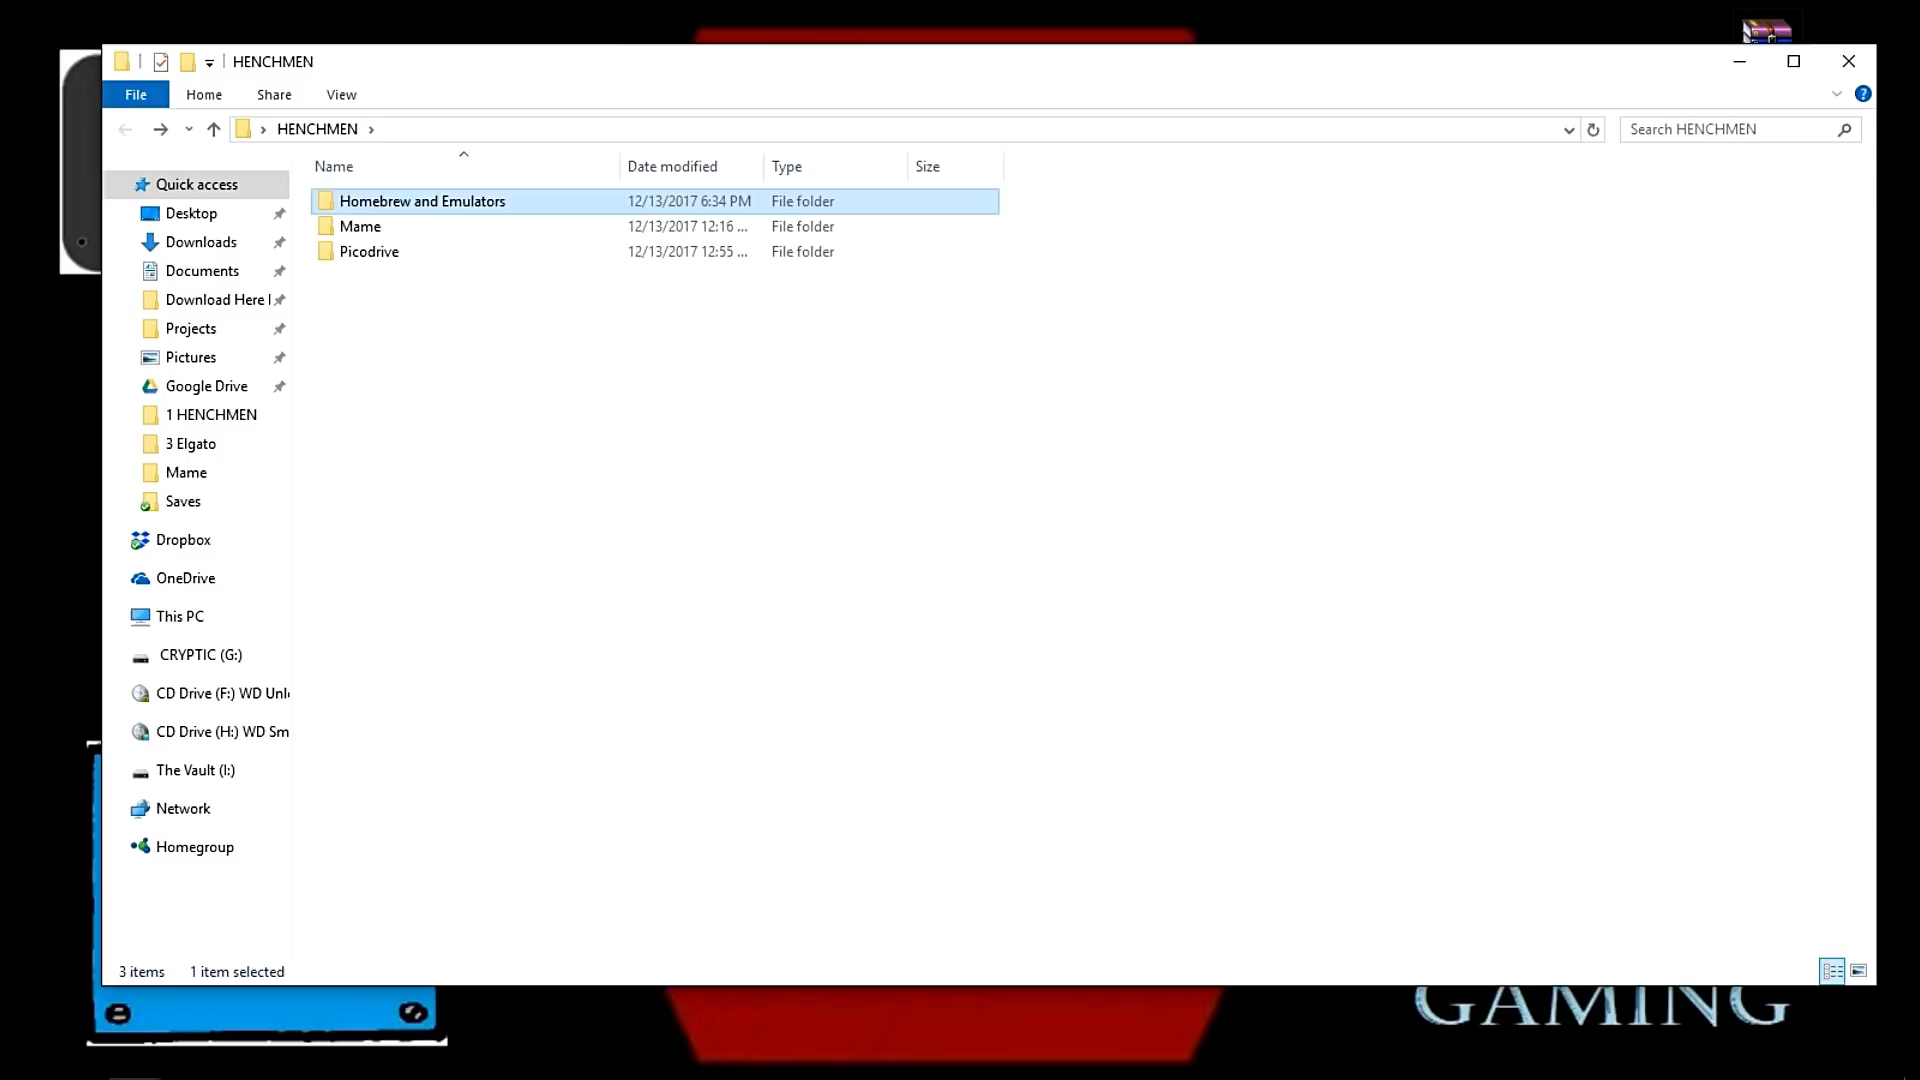 HENCHMEN
File Home Share View
HENCHMEN
Search HENCHMEN
Name Date modified Type Size
Homebrew and Emulators 12/13/2017 6:34 PM File folder
Mame 12/13/2017 12:16 ... File folder
Picodrive 12/13/2017 12:55 ... File folder
Quick access
Desktop
Downloads
Documents
Download Here
Projects
Pictures
Google Drive
1 HENCHMEN
3 Elgato
Mame
Saves
Dropbox
OneDrive
This PC
CRYPTIC (G:)
CD Drive (F:) WD
CD Drive (H:) WD Sm
The Vault (I:)
Network
Homegroup
3 items 1 item selected
GAMING